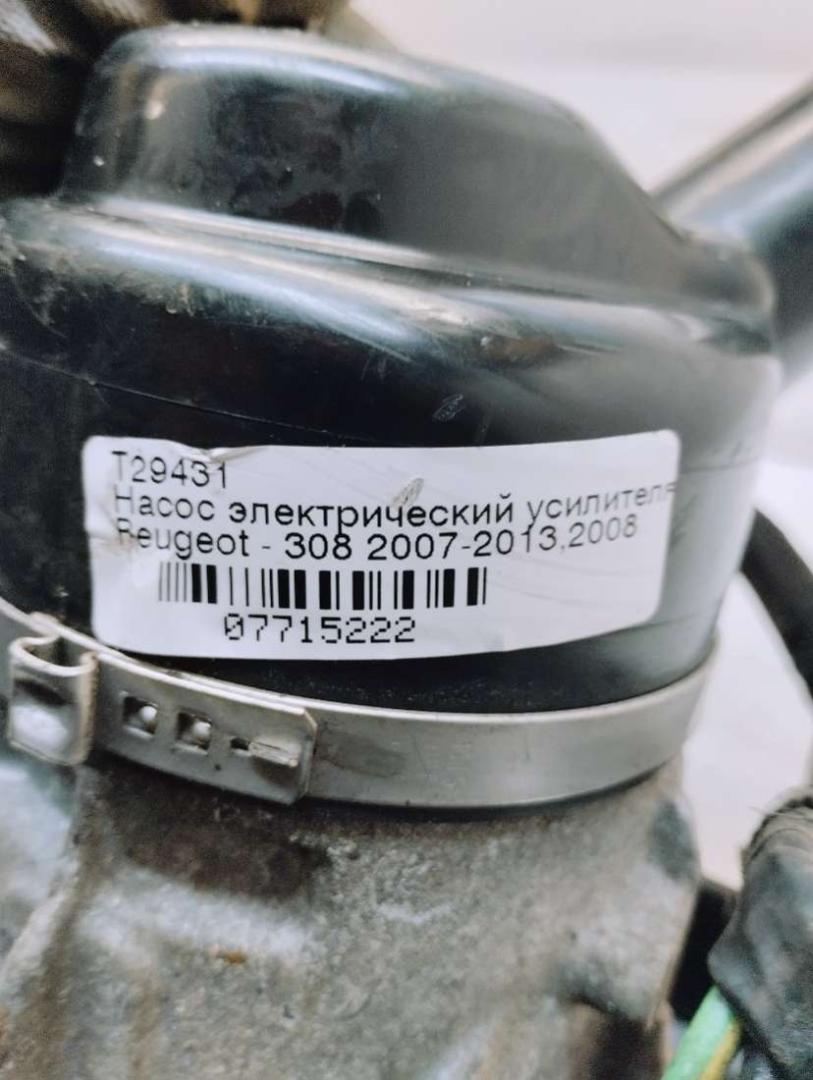 T29431
Насос электрический усилителя
Peugeot - 308 2007-2013,2008
07715222